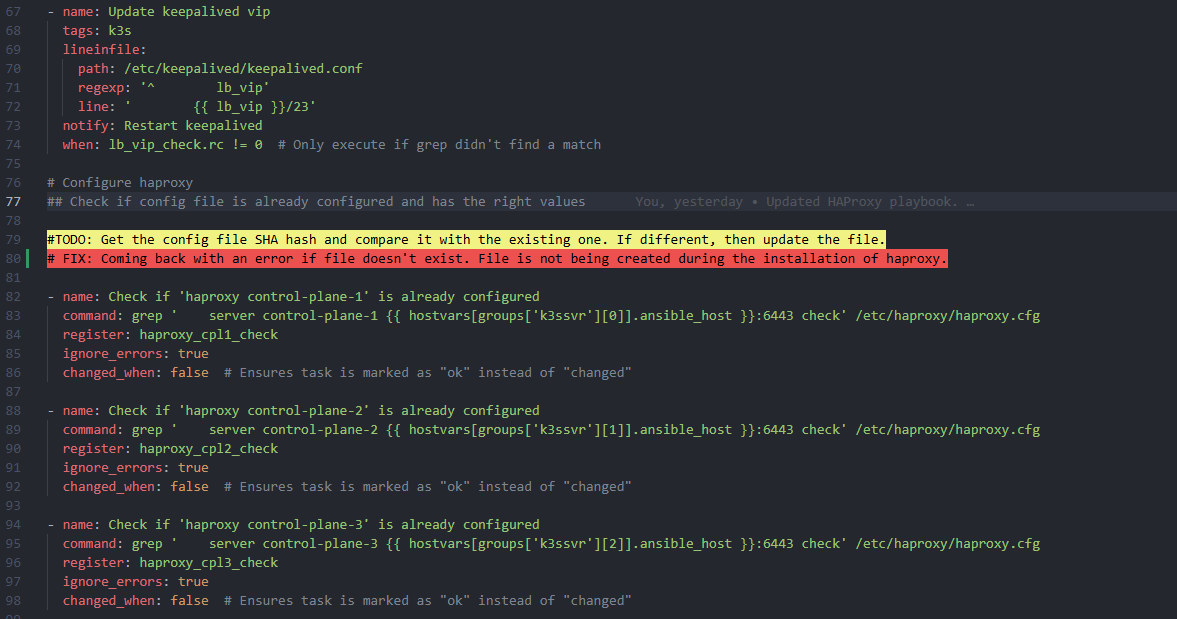 67 - name: Update keepalived vip
68   tags: k3s
69   lineinfile:
70     path: /etc/keepalived/keepalived.conf
71     regexp: '^        lb_vip'
72     line: '        {{ lb_vip }}/23'
73   notify: Restart keepalived
74   when: lb_vip_check.rc != 0  # Only execute if grep didn't find a match
75
76 # Configure haproxy
77 ## Check if config file is already configured and has the right values You, yesterday • Updated HAProxy playbook. …
78
79 #TODO: Get the config file SHA hash and compare it with the existing one. If different, then update the file.
80 # FIX: Coming back with an error if file doesn't exist. File is not being created during the installation of haproxy.
81
82 - name: Check if 'haproxy control-plane-1' is already configured
83   command: grep '    server control-plane-1 {{ hostvars[groups['k3ssvr'][0]].ansible_host }}:6443 check' /etc/haproxy/haproxy.cfg
84   register: haproxy_cpl1_check
85   ignore_errors: true
86   changed_when: false  # Ensures task is marked as "ok" instead of "changed"
87
88 - name: Check if 'haproxy control-plane-2' is already configured
89   command: grep '    server control-plane-2 {{ hostvars[groups['k3ssvr'][1]].ansible_host }}:6443 check' /etc/haproxy/haproxy.cfg
90   register: haproxy_cpl2_check
91   ignore_errors: true
92   changed_when: false  # Ensures task is marked as "ok" instead of "changed"
93
94 - name: Check if 'haproxy control-plane-3' is already configured
95   command: grep '    server control-plane-3 {{ hostvars[groups['k3ssvr'][2]].ansible_host }}:6443 check' /etc/haproxy/haproxy.cfg
96   register: haproxy_cpl3_check
97   ignore_errors: true
98   changed_when: false  # Ensures task is marked as "ok" instead of "changed"